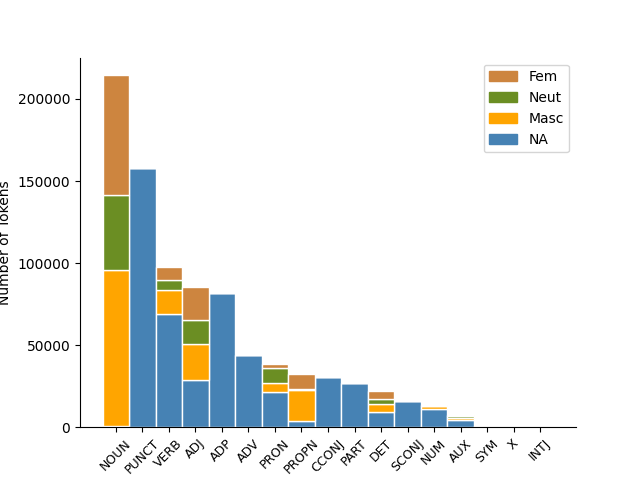 Fem
Neut
Masc
NA
200000
150000
100000
50000
0
Number of Tokens
NOUN
PUNCT
VERB
ADJ
ADP
ADV
PRON
PROPN
CCONJ
PART
DET
SCONJ
NUM
AUX
SYM
X
INTJ